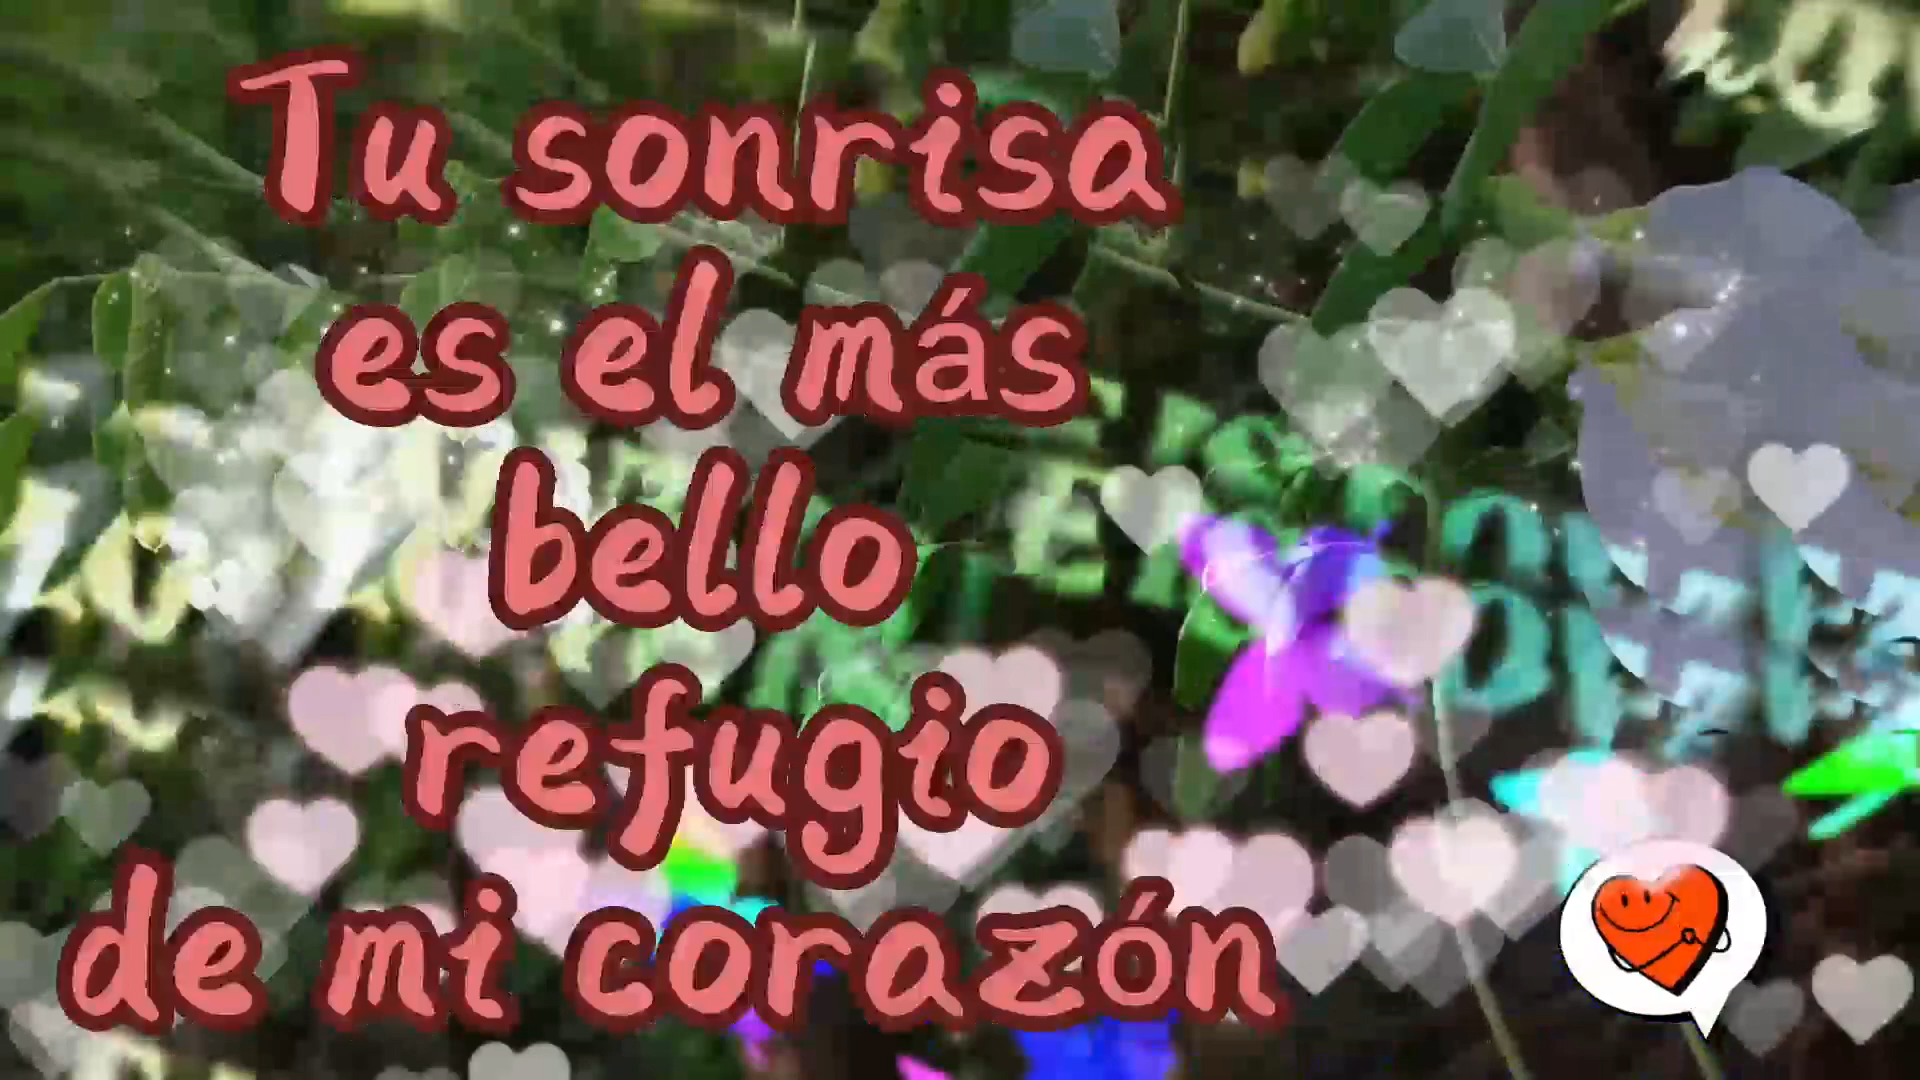 Tu sonrisa
es el más
bello
refugio
de mi corazón